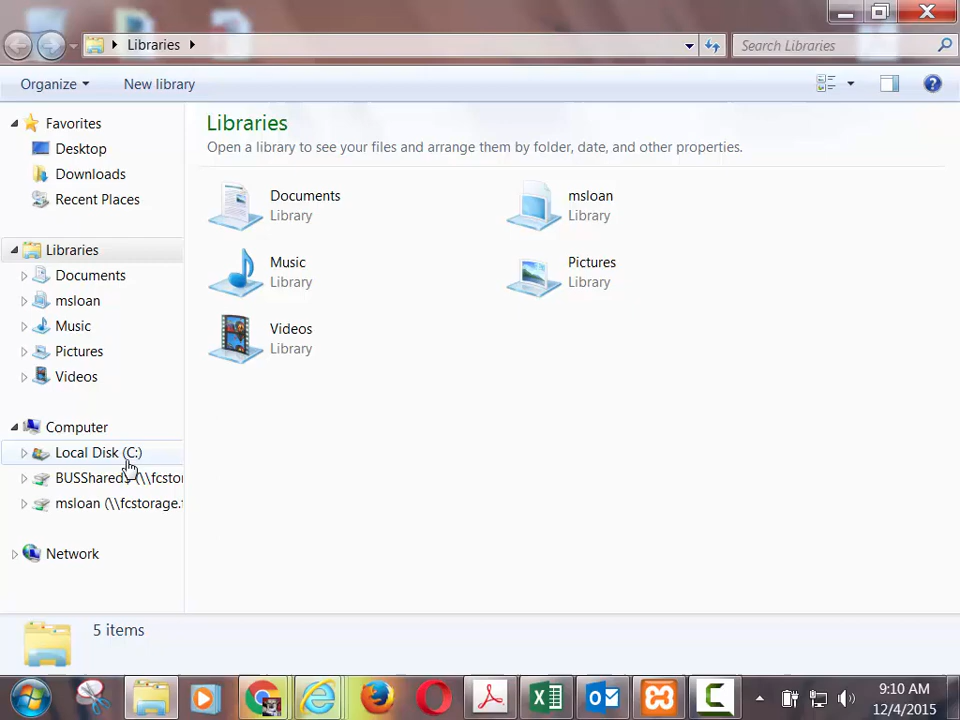 Libraries
Search Libraries
Organize
New library
Favorites
Desktop
Downloads
Recent Places
Libraries
Documents
msloan
Music
Pictures
Videos
Computer
Local Disk (C:)
BUSShared$ (\\fcstor
msloan (\\fcstorage.f
Network
Libraries
Open a library to see your files and arrange them by folder, date, and other properties.
Documents
Library
msloan
Library
Music
Library
Pictures
Library
Videos
Library
5 items
9:10 AM
12/4/2015